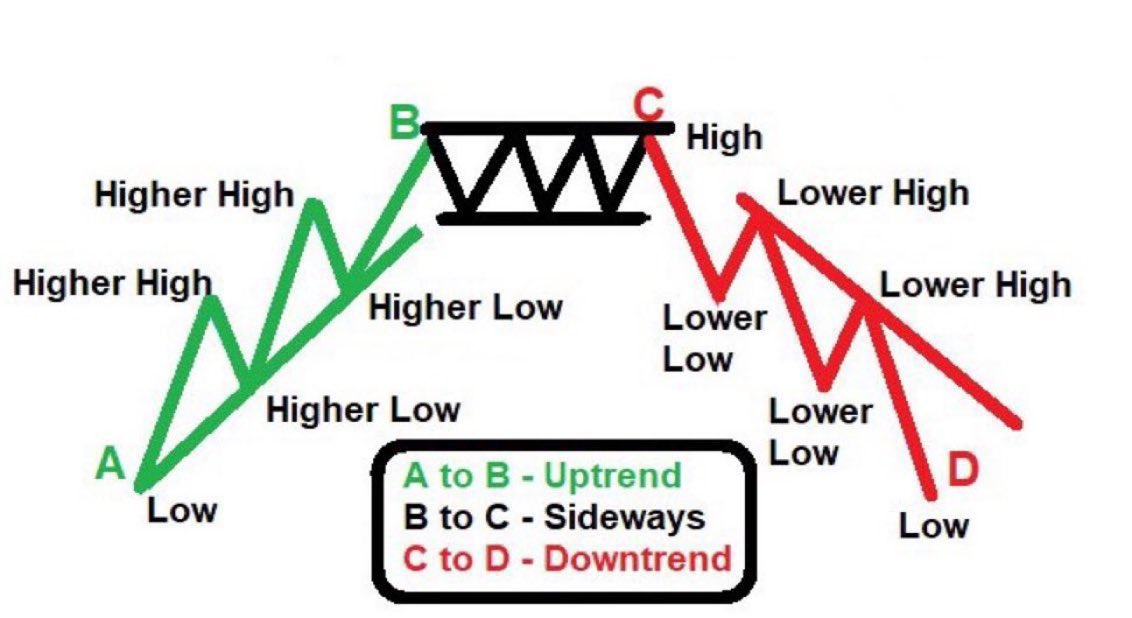 B
C
High
Higher High
Lower High
Higher High
Lower High
Higher Low
Lower
Low
Higher Low
Lower
Low
A
D
Low
Low
A to B - Uptrend
B to C - Sideways
C to D - Downtrend